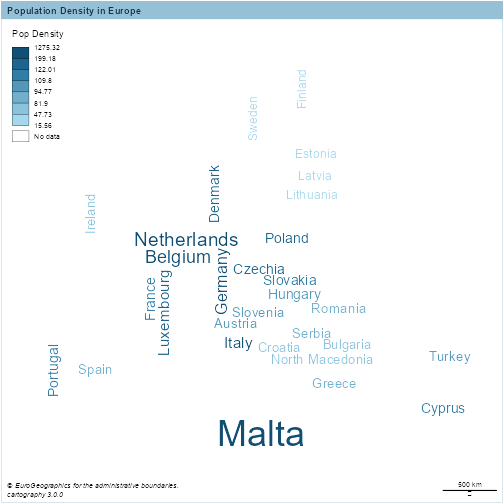 Population Density in Europe
Pop Density
1275.32
199.18
122.01
109.8
94.77
81.9
47.73
15.56
No data
Finland
Sweden
Estonia
Latvia
Denmark
Lithuania
Ireland
Netherlands
Poland
Belgium
Germany
Czechia
France
Luxembourg
Slovakia
Hungary
Slovenia
Romania
Austria
Serbia
Italy
Croatia
Bulgaria
North Macedonia
Turkey
Portugal
Spain
Greece
Cyprus
Malta
© EuroGeographics for the administrative boundaries.
cartography 3.0.0
500 km